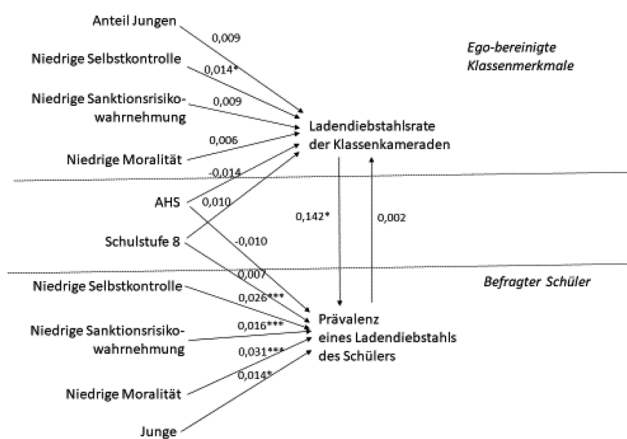 Anteil Jungen
0,009
Ego-bereinigte
Klassenmerkmale
Niedrige Selbstkontrolle
0,014*
Niedrige Sanktionsrisiko-
wahrnehmung
0,009
Ladendiebstahlsrate
der Klassenkameraden
0,006
Niedrige Moralität
-0,014
AHS
0,010
0,142*
0,002
Schulstufe 8
-0,010
0,007
Befragter Schüler
Niedrige Selbstkontrolle
0,026***
Prävalenz
eines Ladendiebstahls
des Schülers
Niedrige Sanktionsrisiko-
wahrnehmung
0,016***
0,031***
0,014*
Niedrige Moralität
Junge